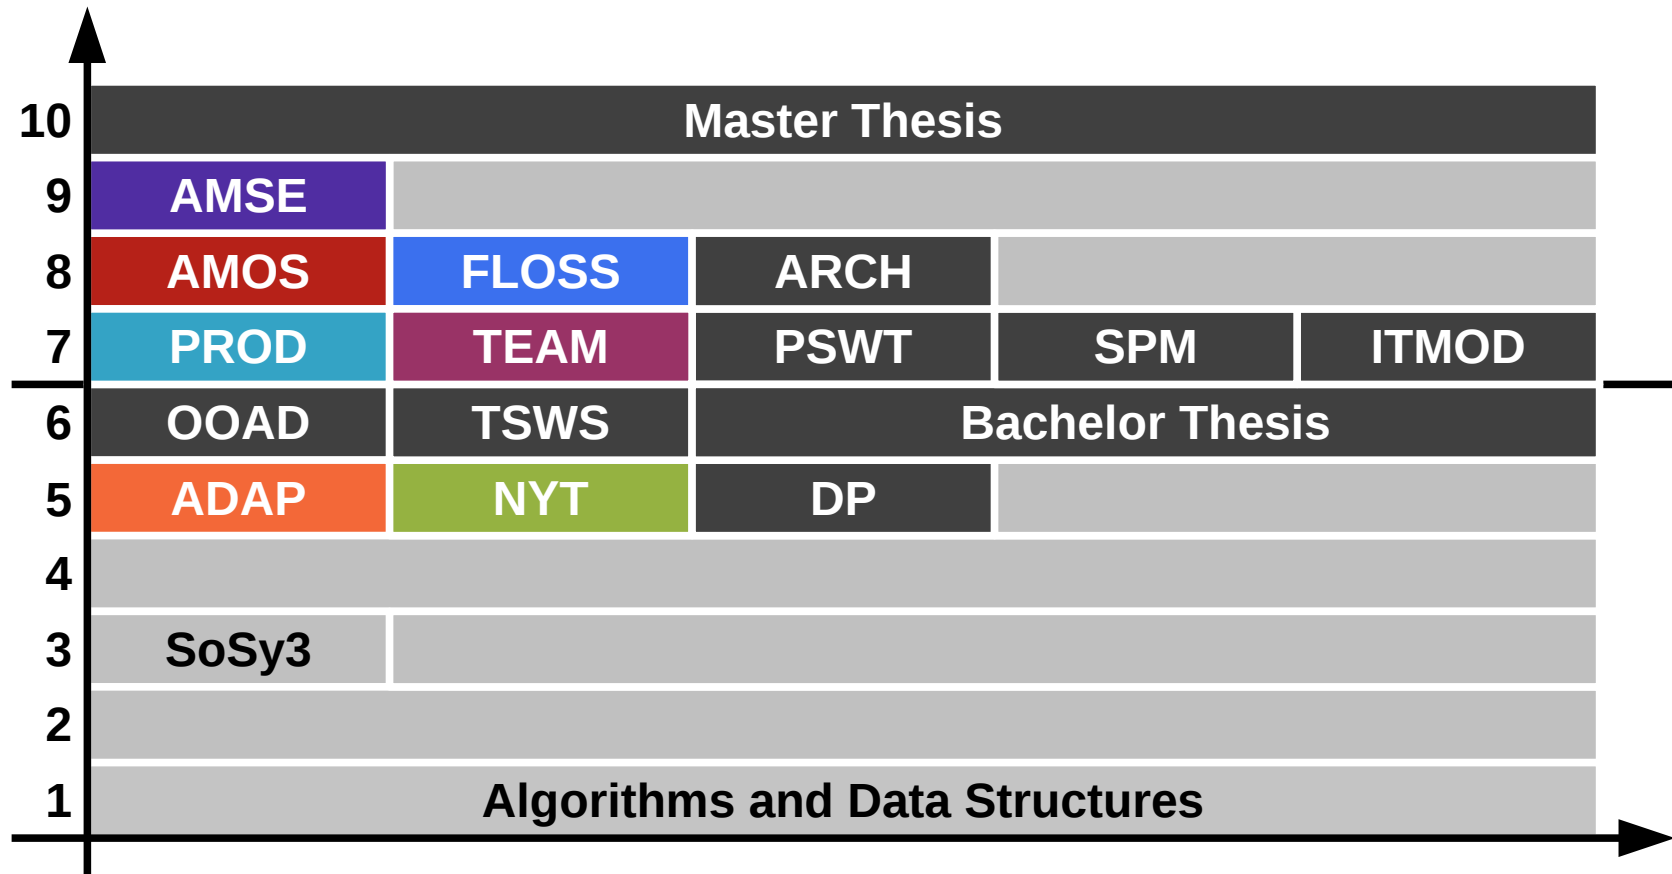 10 Master Thesis
9 AMSE
8 AMOS FLOSS ARCH
7 PROD TEAM PSWT SPM ITMOD
6 OOAD TSWS Bachelor Thesis
5 ADAP NYT DP
4
3 SoSy3
2
1 Algorithms and Data Structures